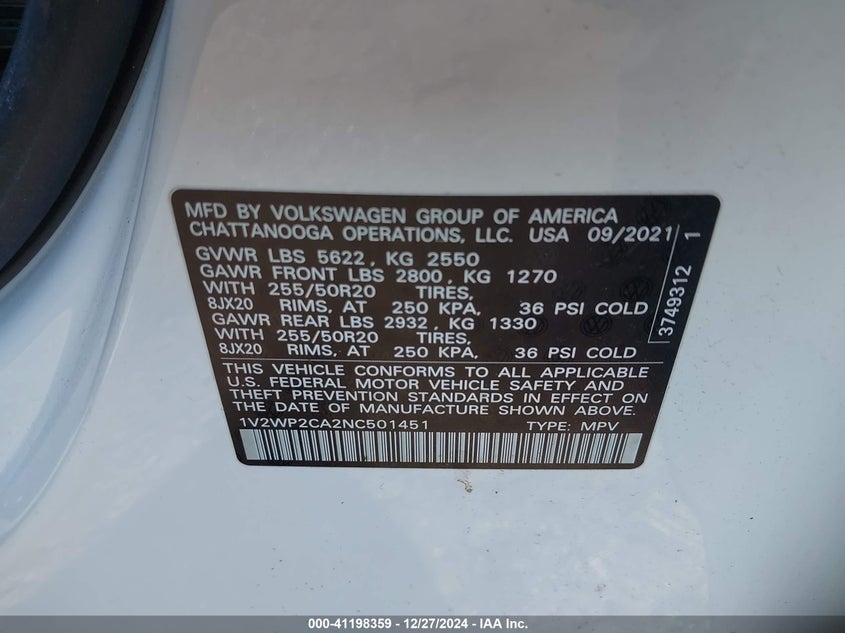 MFD BY VOLKSWAGEN GROUP OF AMERICA
CHATTANOOGA OPERATIONS, LLC. USA 09/2021
GVWR LBS 5622, KG 2550
GAWR FRONT LBS 2800, KG 1270
WITH 255/50R20 TIRES,
8JX20 RIMS, AT 250 KPA, 36 PSI COLD
GAWR REAR LBS 2932, KG 1330
WITH 255/50R20 TIRES,
8JX20 RIMS, AT 250 KPA, 36 PSI COLD
THIS VEHICLE CONFORMS TO ALL APPLICABLE
U.S. FEDERAL MOTOR VEHICLE SAFETY AND
THEFT PREVENTION STANDARDS IN EFFECT ON
THE DATE OF MANUFACTURE SHOWN ABOVE.
1V2WP2CA2NC501451 TYPE: MPV
3749312 1
000-41198359 - 12/27/2024 - IAA Inc.